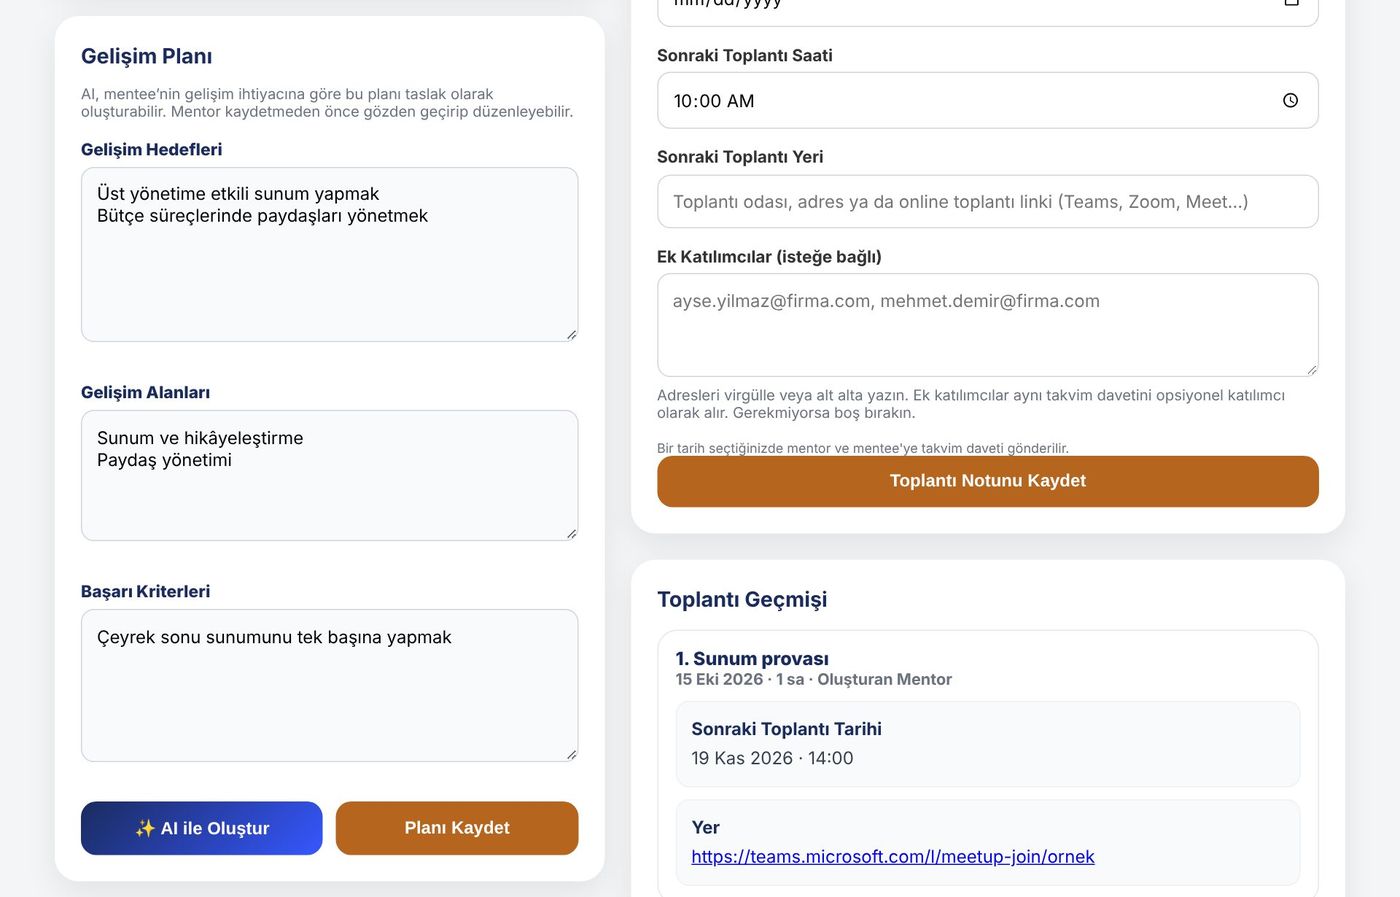 Gelişim Planı
AI, mentee’nin gelişim ihtiyacına göre bu planı taslak olarak
oluşturabilir. Mentor kaydetmeden önce gözden geçirip düzenleyebilir.
Gelişim Hedefleri
Üst yönetime etkili sunum yapmak
Bütçe süreçlerinde paydaşları yönetmek
Gelişim Alanları
Sunum ve hikâyeleştirme
Paydaş yönetimi
Başarı Kriterleri
Çeyrek sonu sunumunu tek başına yapmak
✨ AI ile Oluştur
Planı Kaydet
mm/dd/yyyy
Sonraki Toplantı Saati
10:00 AM
Sonraki Toplantı Yeri
Toplantı odası, adres ya da online toplantı linki (Teams, Zoom, Meet...)
Ek Katılımcılar (isteğe bağlı)
ayse.yilmaz@firma.com, mehmet.demir@firma.com
Adresleri virgülle veya alt alta yazın. Ek katılımcılar aynı takvim davetini opsiyonel katılımcı
olarak alır. Gerekmiyorsa boş bırakın.
Bir tarih seçtiğinizde mentor ve mentee'ye takvim daveti gönderilir.
Toplantı Notunu Kaydet
Toplantı Geçmişi
1. Sunum provası
15 Eki 2026 · 1 sa · Oluşturan Mentor
Sonraki Toplantı Tarihi
19 Kas 2026 · 14:00
Yer
https://teams.microsoft.com/l/meetup-join/ornek